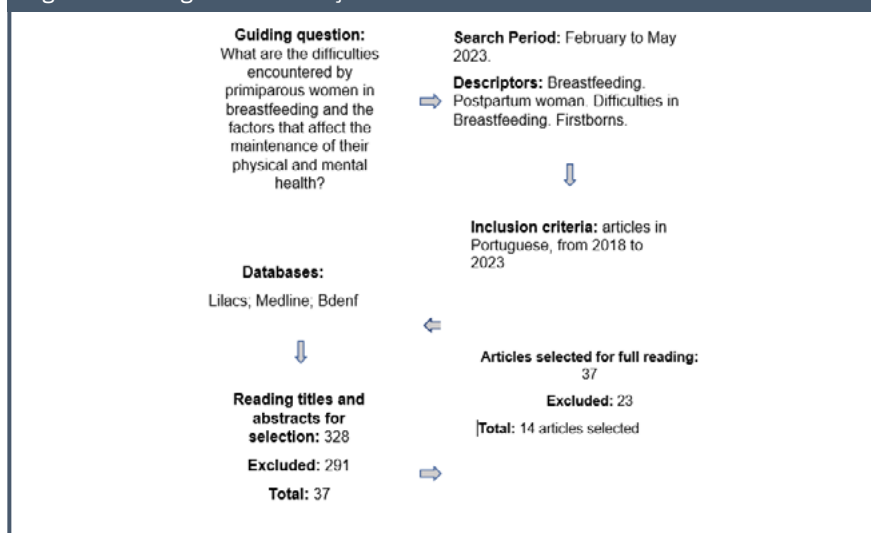 Guiding question:
What are the difficulties
encountered by
primiparous women in
breastfeeding and the
factors that affect the
maintenance of their
physical and mental
health?
Search Period: February to May
2023.
Descriptors: Breastfeeding.
Postpartum woman. Difficulties in
Breastfeeding. Firstborns.
Inclusion criteria: articles in
Portuguese, from 2018 to
2023
Databases:
Lilacs; Medline; Bdenf
Reading titles and
abstracts for
selection: 328
Excluded: 291
Total: 37
Articles selected for full reading:
37
Excluded: 23
Total: 14 articles selected